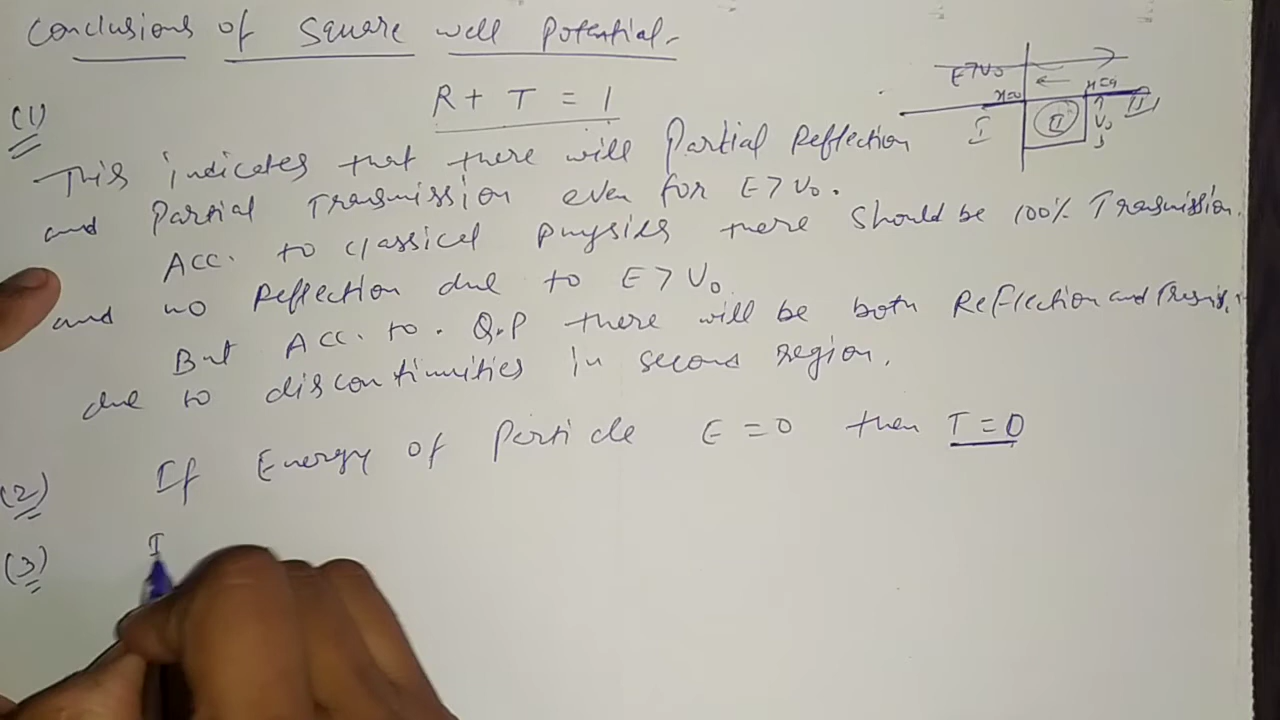 Conclusions of Square well Potential-
R + T = 1
E>V₀
x=0
x=a
I
II
V₀
III
(1)
This indicates that there will Partial Reflection
and Partial Transmission even for E > V₀.
Acc. to classical physics there should be 100% Transmission.
and no Reflection due to E > V₀.
But Acc. to. Q.P there will be both Reflection and
due to discontinuities in second region.
(2) If Energy of Particle E = 0 then T = 0
(3) I